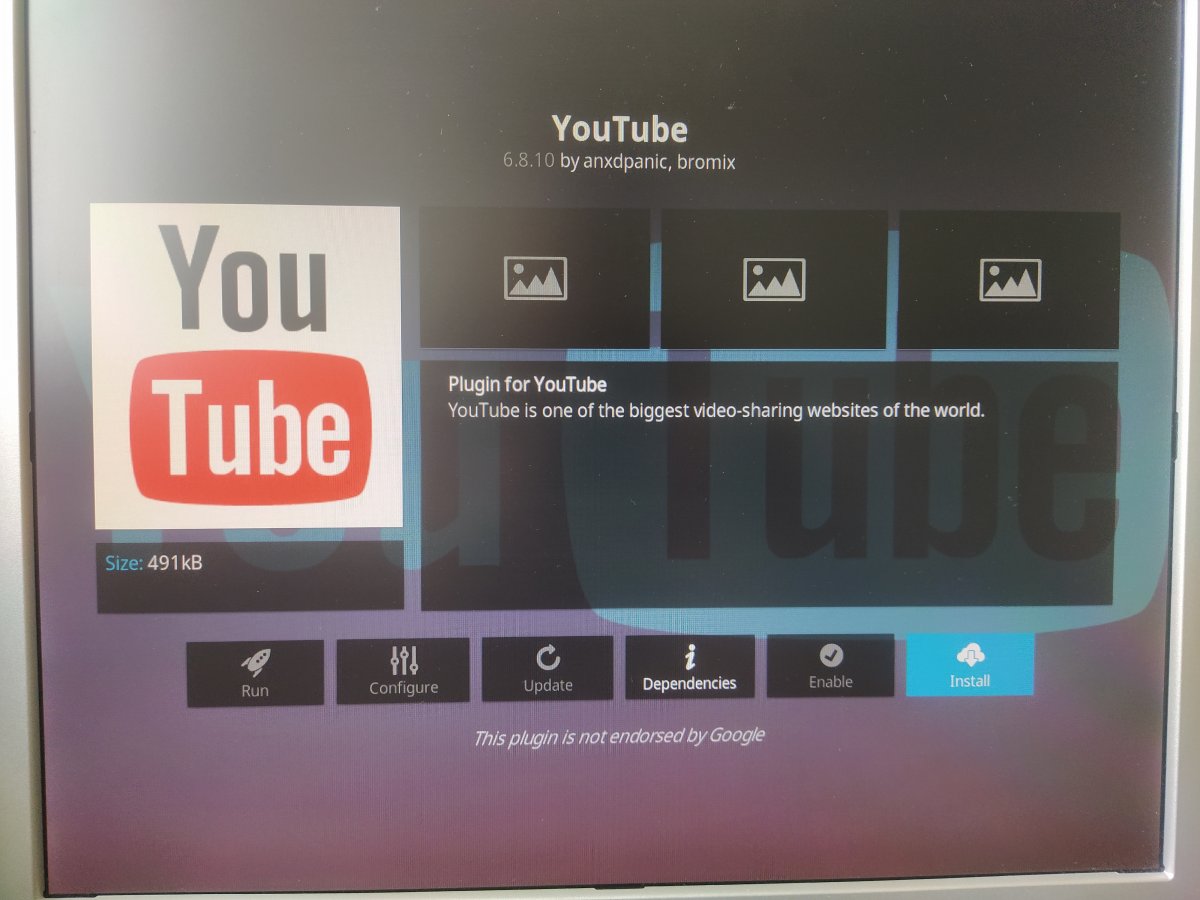 YouTube
6.8.10 by anxdpanic, bromix
You
Tube
Plugin for YouTube
YouTube is one of the biggest video-sharing websites of the world.
Size: 491kB
Run
Configure
Update
Dependencies
Enable
Install
This plugin is not endorsed by Google